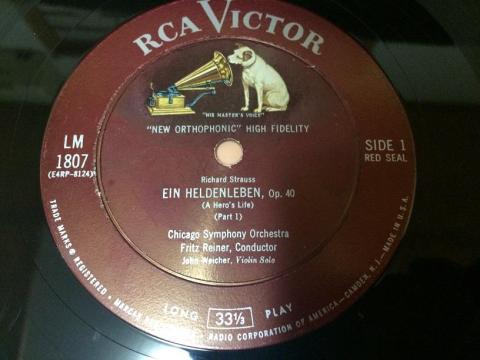 RCA VICTOR
"HIS MASTER'S VOICE"
"NEW ORTHOPHONIC" HIGH FIDELITY
LM
1807
(E4RP-8124)
SIDE 1
RED SEAL
Richard Strauss
EIN HELDENLEBEN, Op. 40
(A Hero's Life)
(Part 1)
Chicago Symphony Orchestra
Fritz Reiner, Conductor
John Weicher, Violin Solo
LONG 33⅓ PLAY
TRADE MARKS ® REGISTERED • MARCAS
RADIO CORPORATION OF AMERICA—CAMDEN, N.J.—MADE IN U.S.A.